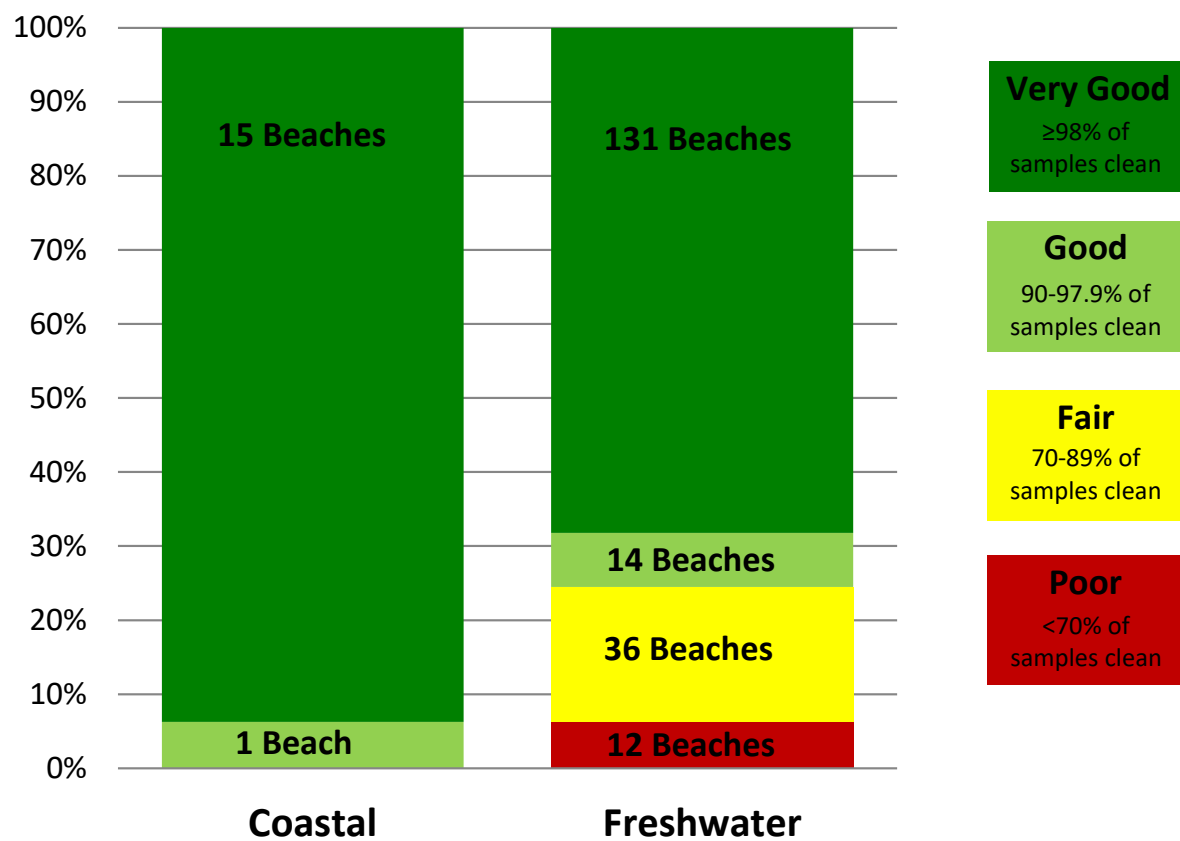 100%
90%
80%
70%
60%
50%
40%
30%
20%
10%
0%
15 Beaches
1 Beach
131 Beaches
14 Beaches
36 Beaches
12 Beaches
Coastal
Freshwater
Very Good
≥98% of
samples clean
Good
90-97.9% of
samples clean
Fair
70-89% of
samples clean
Poor
<70% of
samples clean